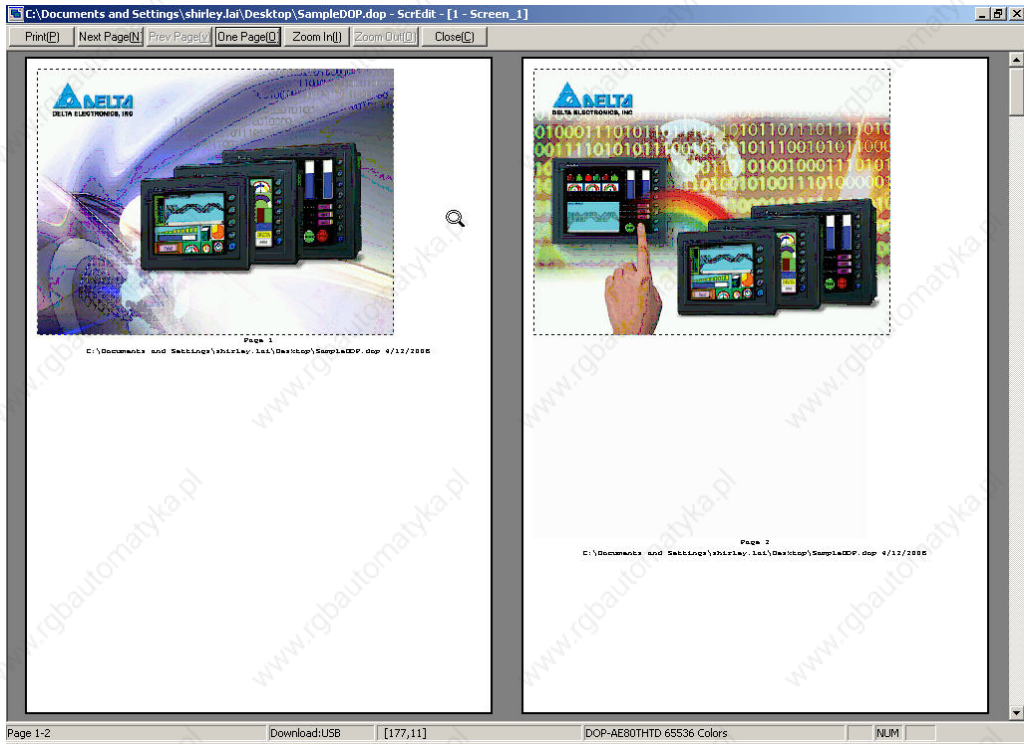 C:\Documents and Settings\shirley.lai\Desktop\SampleDOP.dop - ScrEdit - [1 - Screen_1]
Print(P) Next Page(N) Prev Page(V) One Page(O) Zoom In(I) Zoom Out(O) Close(C)
DELTA
DELTA ELECTRONICS, INC
Page 1
C:\Documents and Settings\shirley.lai\Desktop\SampleDOP.dop 4/12/2006
DELTA
DELTA ELECTRONICS, INC
Page 2
C:\Documents and Settings\shirley.lai\Desktop\SampleDOP.dop 4/12/2006
www.rgbautomatyka.pl
Page 1-2 Download:USB [177,11] DOP-AE80THTD 65536 Colors NUM